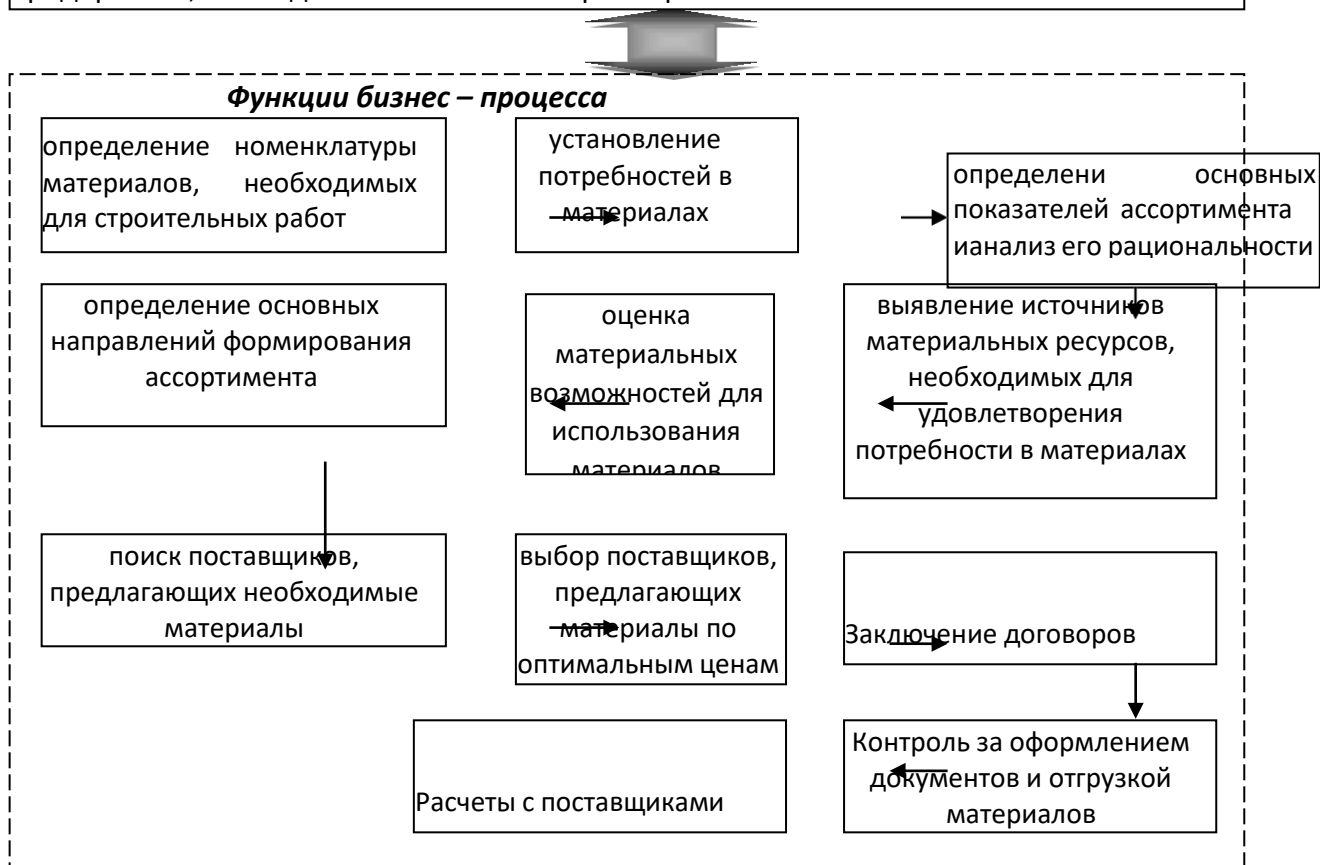 Функции бизнес – процесса
определение номенклатуры
материалов, необходимых
для строительных работ
установление
потребностей в
материалах
определени основных
показателей ассортимента
ианализ его рациональности
определение основных
направлений формирования
ассортимента
оценка
материальных
возможностей для
использования
материалов
выявление источников
материальных ресурсов,
необходимых для
удовлетворения
потребности в материалах
поиск поставщиков,
предлагающих необходимые
материалы
выбор поставщиков,
предлагающих
материалы по
оптимальным ценам
Заключение договоров
Расчеты с поставщиками
Контроль за оформлением
документов и отгрузкой
материалов